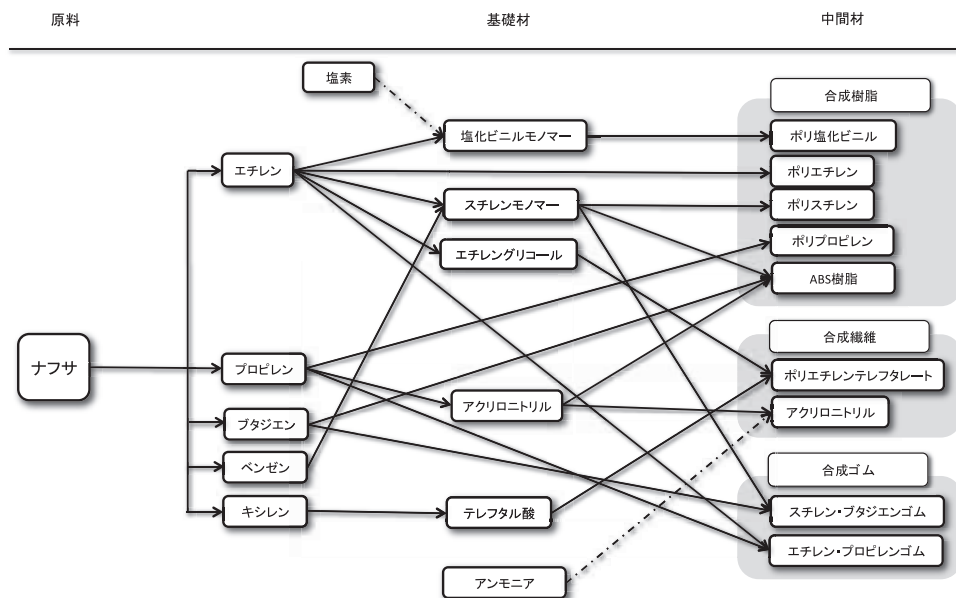 原料
基礎材
中間材
塩素
合成樹脂
塩化ビニルモノマー
ポリ塩化ビニル
エチレン
ポリエチレン
スチレンモノマー
ポリスチレン
エチレングリコール
ポリプロピレン
ABS樹脂
合成繊維
ナフサ
プロピレン
ポリエチレンテレフタレート
アクリロニトリル
アクリロニトリル
ブタジエン
ベンゼン
合成ゴム
キシレン
テレフタル酸
スチレン・ブタジエンゴム
エチレン・プロピレンゴム
アンモニア